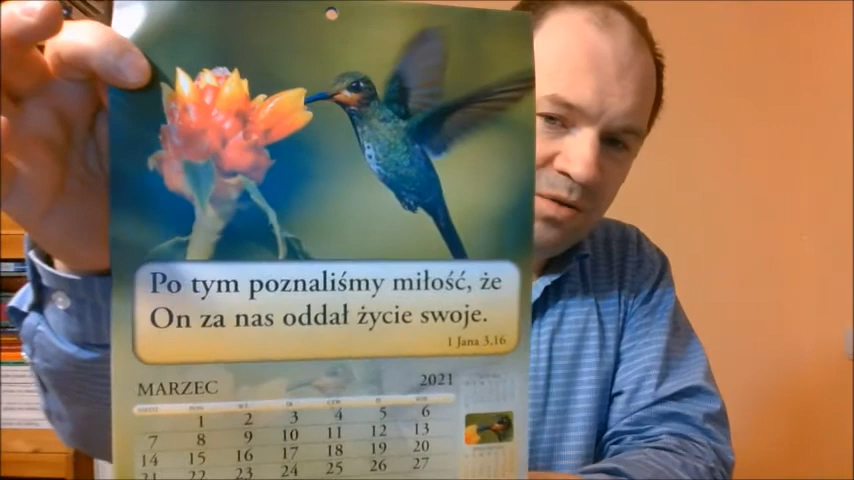 Po tym poznaliśmy miłość, że
On za nas oddał życie swoje.
1 Jana 3,16
MARZEC 2021
1 2 3 4 5 6
7 8 9 10 11 12 13
14 15 16 17 18 19 20
21 22 23 24 25 26 27